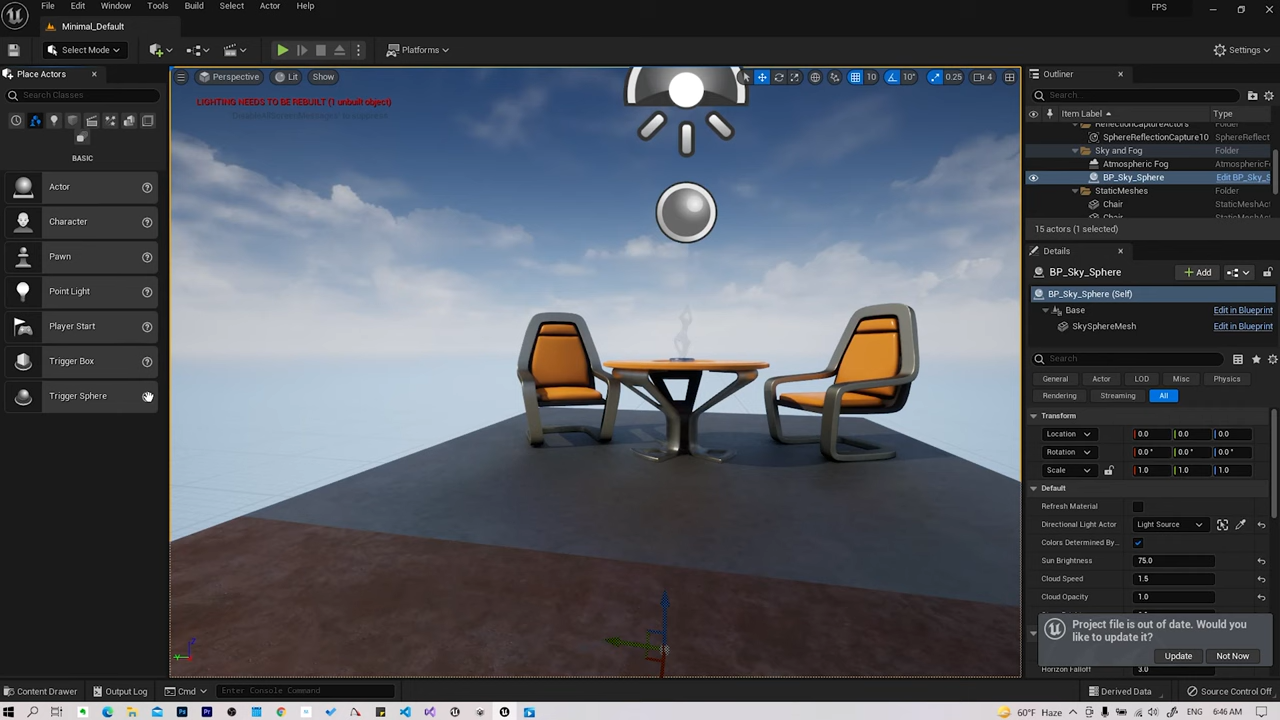 File Edit Window Tools Build Select Actor Help
FPS
Minimal_Default
Select Mode
Platforms
Settings
Place Actors
Search Classes
BASIC
Actor
Character
Pawn
Point Light
Player Start
Trigger Box
Trigger Sphere
Perspective Lit Show
10 10° 0.25 4
LIGHTING NEEDS TO BE REBUILT (1 unbuilt object)
Outliner
Search...
Item Label Type
ReflectionCaptureActors Folder
SphereReflectionCapture10 SphereReflect
Sky and Fog Folder
Atmospheric Fog AtmosphericF
BP_Sky_Sphere Edit BP_Sky_S
StaticMeshes Folder
Chair StaticMeshAct
Chair
15 actors (1 selected)
Details
BP_Sky_Sphere
Add
BP_Sky_Sphere (Self)
Base Edit in Blueprint
SkySphereMesh Edit in Blueprint
Search
General Actor LOD Misc Physics
Rendering Streaming All
Transform
Location 0.0 0.0 0.0
Rotation 0.0° 0.0° 0.0°
Scale 1.0 1.0 1.0
Default
Refresh Material
Directional Light Actor Light Source
Colors Determined By...
Sun Brightness 75.0
Cloud Speed 1.5
Cloud Opacity 1.0
Project file is out of date. Would you
like to update it?
Update Not Now
Horizon Falloff 3.0
Content Drawer Output Log Cmd Enter Console Command
Derived Data Source Control Off
60°F Haze ENG 6:46 AM